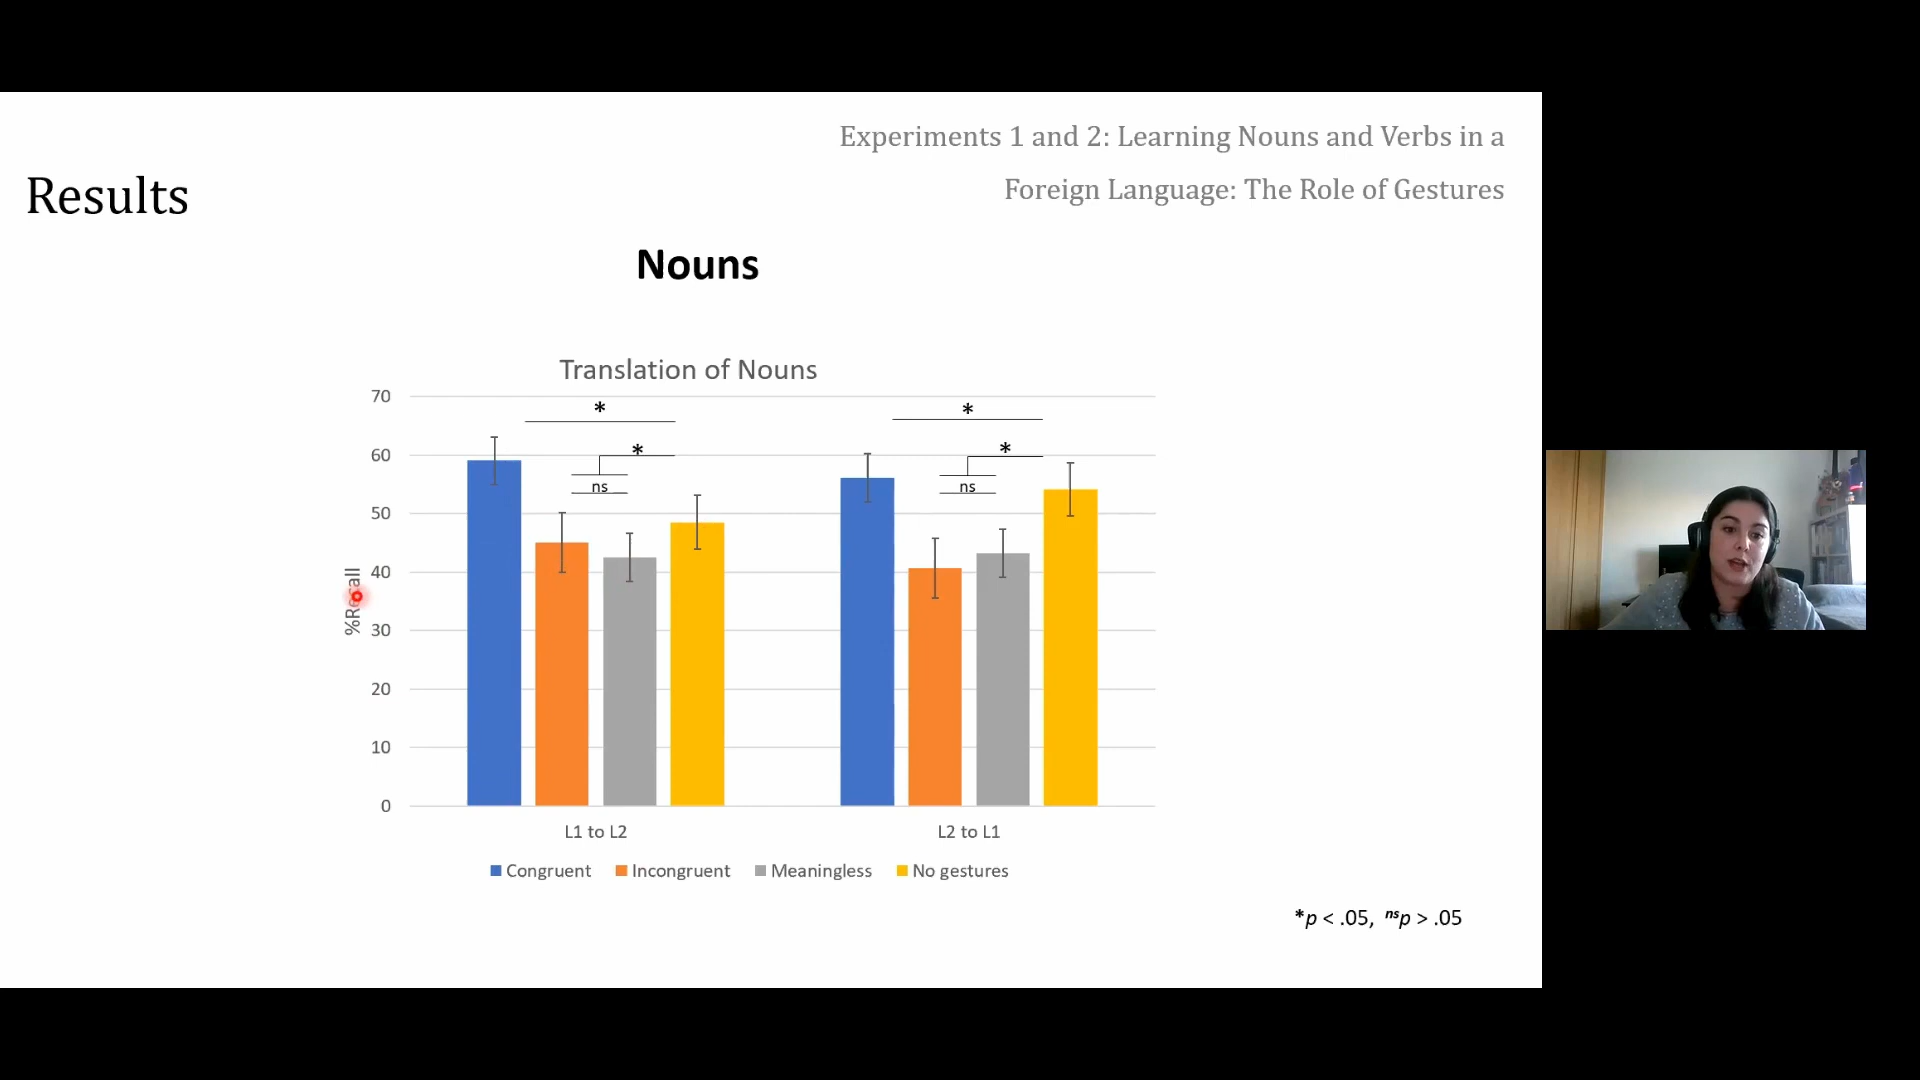 Experiments 1 and 2: Learning Nouns and Verbs in a
Foreign Language: The Role of Gestures
Results
Nouns
Translation of Nouns
70
60
50
40
30
20
10
0
%Recall
*
*
ns
*
*
ns
L1 to L2
L2 to L1
Congruent Incongruent Meaningless No gestures
*p < .05, nsp > .05